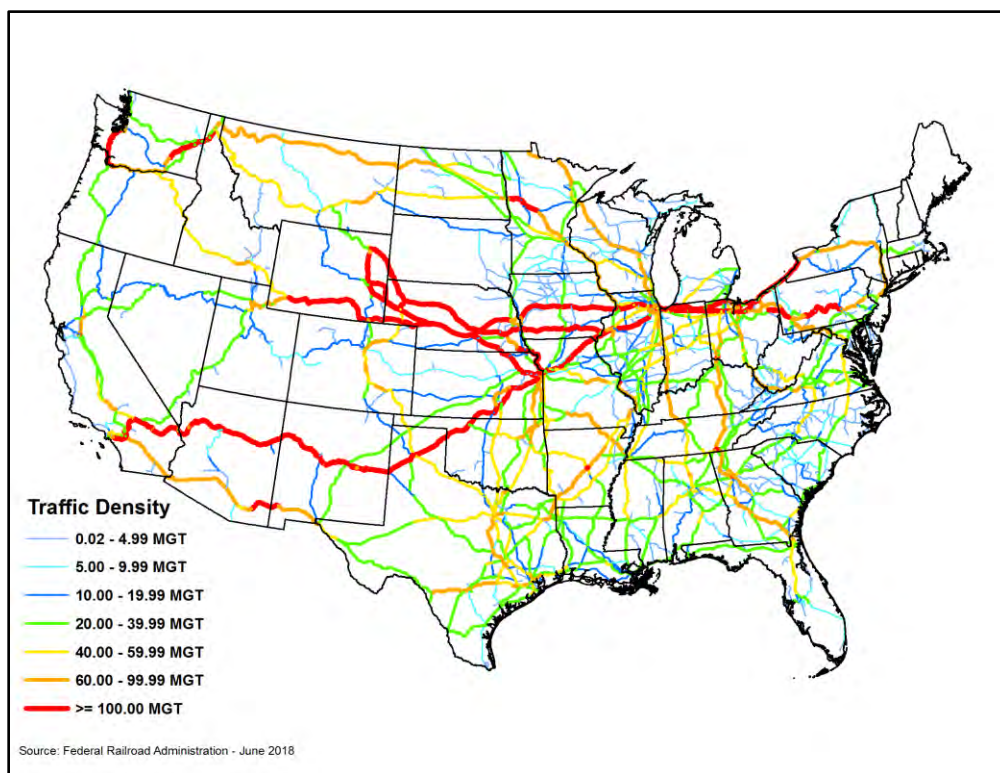 Traffic Density
0.02 - 4.99 MGT
5.00 - 9.99 MGT
10.00 - 19.99 MGT
20.00 - 39.99 MGT
40.00 - 59.99 MGT
60.00 - 99.99 MGT
>= 100.00 MGT
Source: Federal Railroad Administration - June 2018